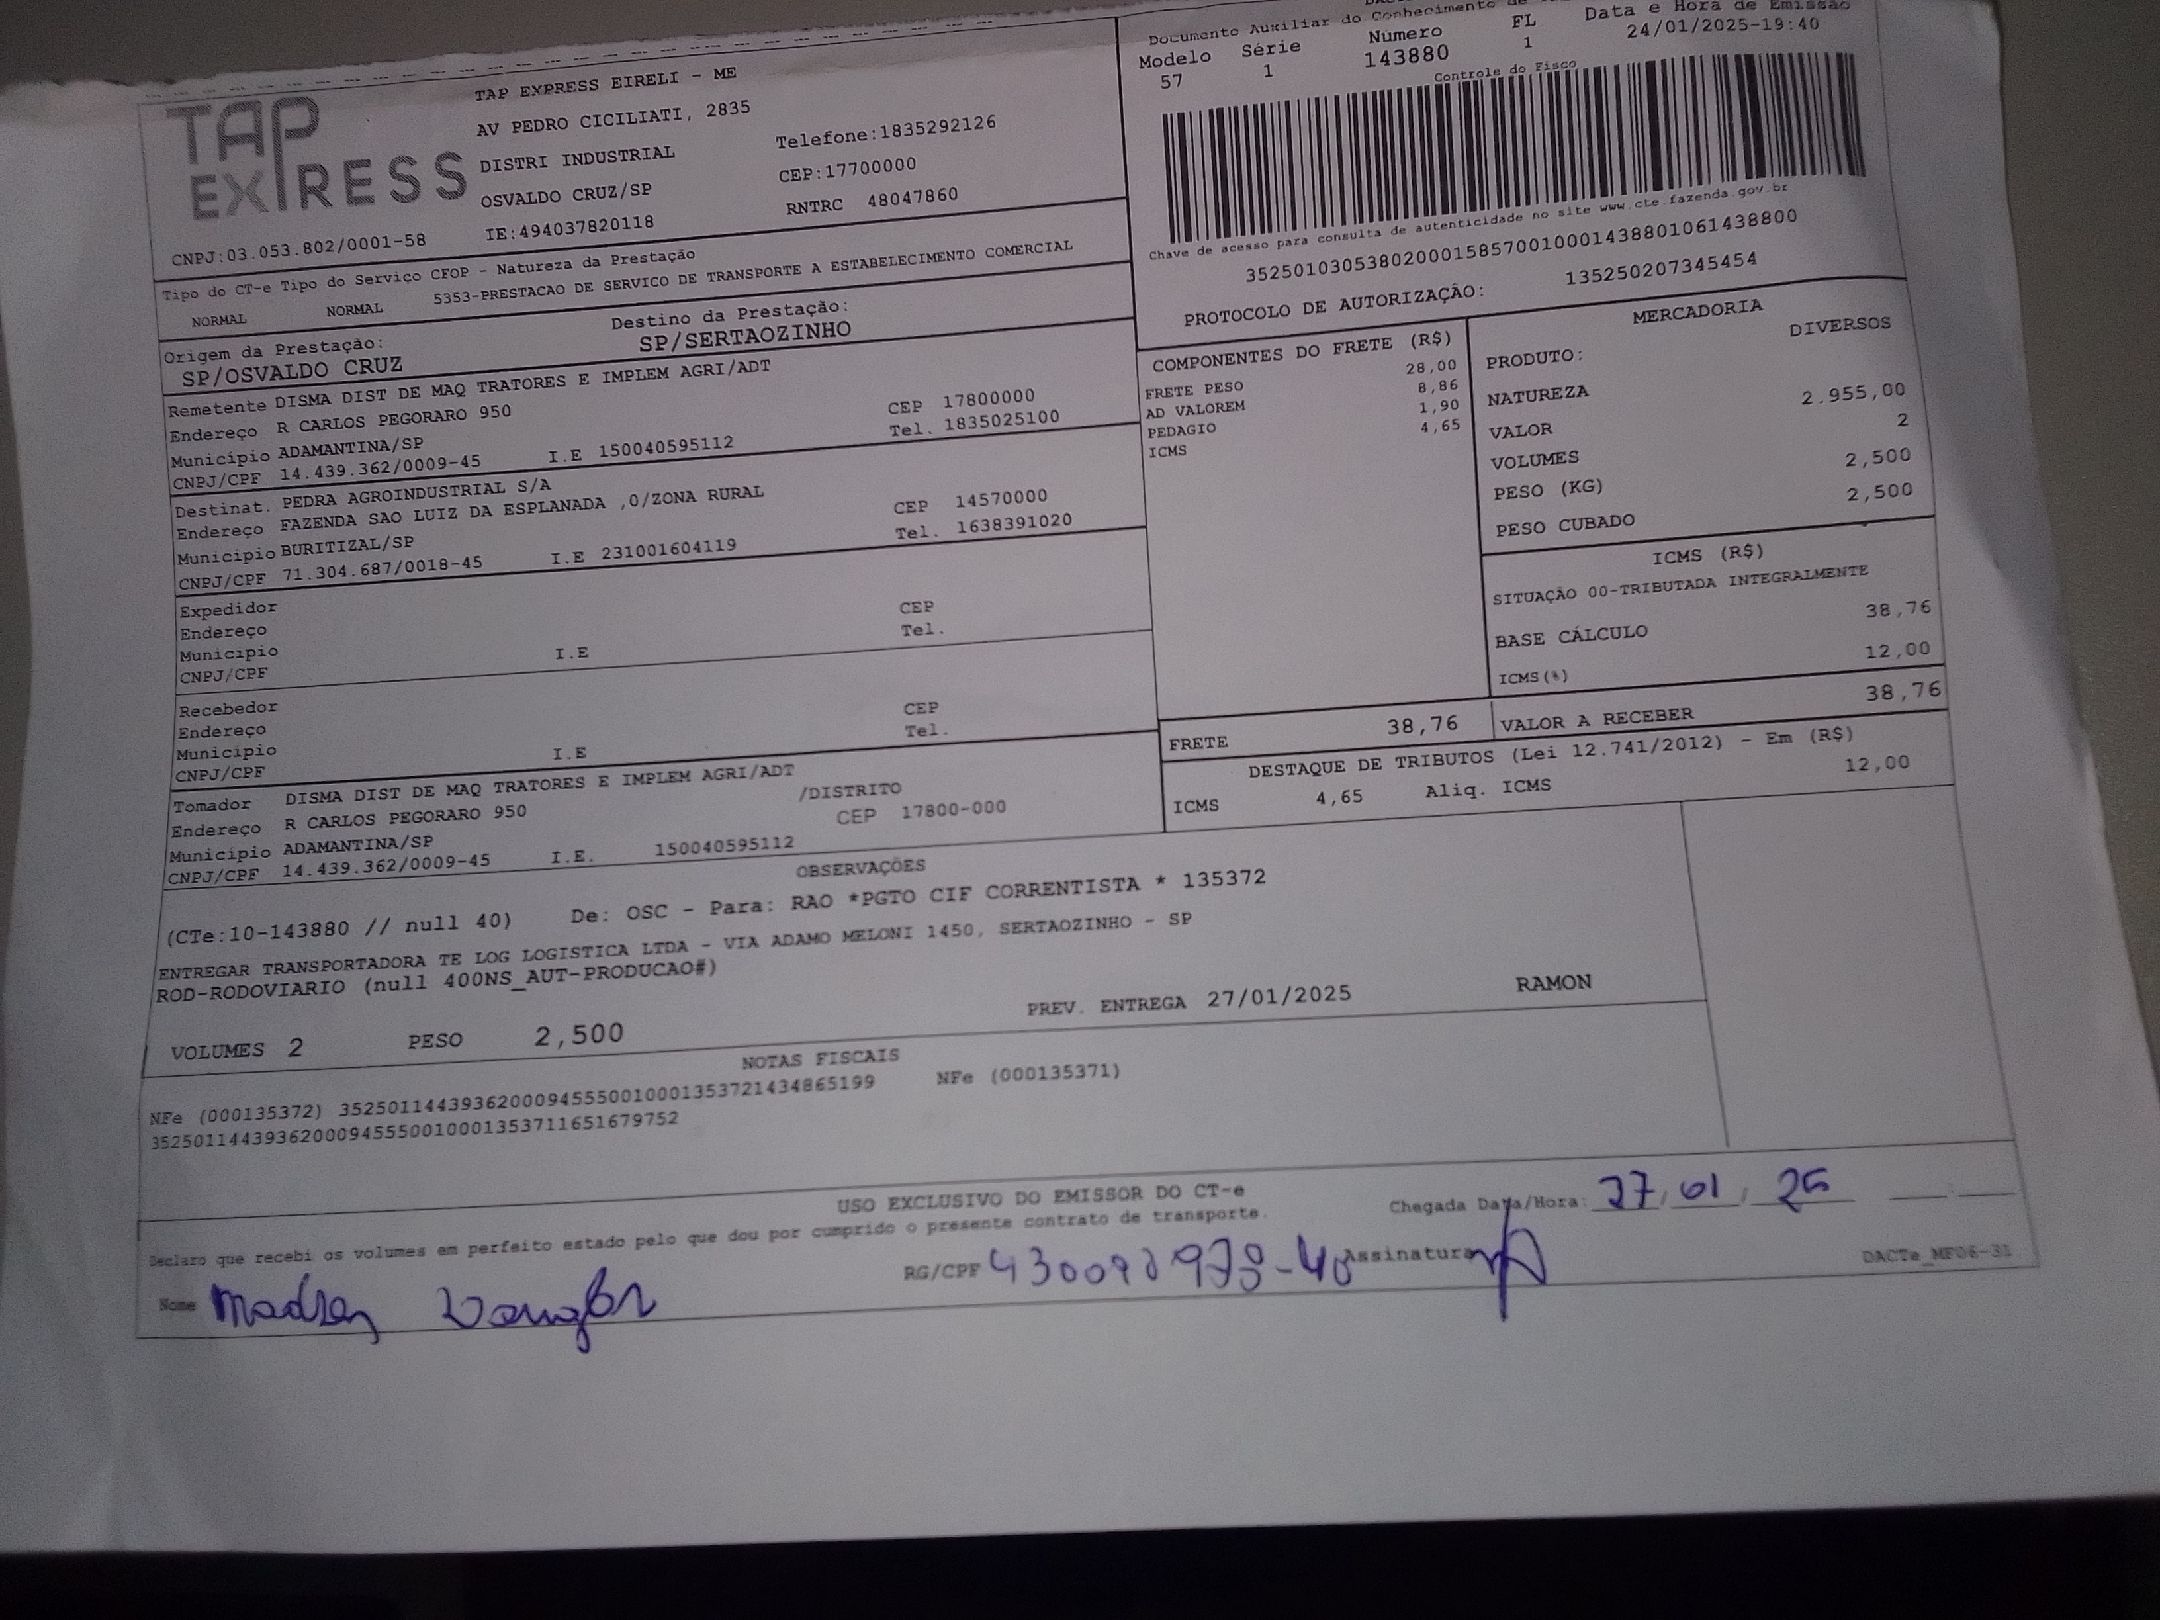 Documento Auxiliar do Conhecimento de
Modelo Série Número FL Data e Hora de Emissão
57 1 143880 1 24/01/2025-19:40
Controle do Fisco
Chave de acesso para consulta de autenticidade no site www.cte.fazenda.gov.br
35250103053802000158570010001438801061438800
PROTOCOLO DE AUTORIZAÇÃO: 135250207345454
TAP EXPRESS
TAP EXPRESS EIRELI - ME
AV PEDRO CICILIATI, 2835
DISTRI INDUSTRIAL Telefone:1835292126
OSVALDO CRUZ/SP CEP:17700000
CNPJ:03.053.802/0001-58 IE:494037820118 RNTRC 48047860
Tipo do CT-e Tipo do Serviço CFOP - Natureza da Prestação
NORMAL NORMAL 5353-PRESTACAO DE SERVICO DE TRANSPORTE A ESTABELECIMENTO COMERCIAL
Origem da Prestação: Destino da Prestação:
SP/OSVALDO CRUZ SP/SERTAOZINHO
Remetente DISMA DIST DE MAQ TRATORES E IMPLEM AGRI/ADT
Endereço R CARLOS PEGORARO 950 CEP 17800000
Município ADAMANTINA/SP Tel. 1835025100
CNPJ/CPF 14.439.362/0009-45 I.E 150040595112
Destinat. PEDRA AGROINDUSTRIAL S/A
Endereço FAZENDA SAO LUIZ DA ESPLANADA ,0/ZONA RURAL CEP 14570000
Município BURITIZAL/SP Tel. 1638391020
CNPJ/CPF 71.304.687/0018-45 I.E 231001604119
Expedidor CEP
Endereço Tel.
Município I.E
CNPJ/CPF
Recebedor CEP
Endereço Tel.
Município I.E
CNPJ/CPF
Tomador DISMA DIST DE MAQ TRATORES E IMPLEM AGRI/ADT
Endereço R CARLOS PEGORARO 950 /DISTRITO
Município ADAMANTINA/SP CEP 17800-000
CNPJ/CPF 14.439.362/0009-45 I.E. 150040595112
COMPONENTES DO FRETE (R$)
FRETE PESO 28,00
AD VALOREM 8,86
PEDAGIO 1,90
ICMS 4,65
MERCADORIA
PRODUTO: DIVERSOS
NATUREZA
VALOR 2.955,00
VOLUMES 2
PESO (KG) 2,500
PESO CUBADO 2,500
ICMS (R$)
SITUAÇÃO 00-TRIBUTADA INTEGRALMENTE
BASE CÁLCULO 38,76
ICMS(%) 12,00
FRETE 38,76 VALOR A RECEBER 38,76
DESTAQUE DE TRIBUTOS (Lei 12.741/2012) - Em (R$)
ICMS 4,65 Aliq. ICMS 12,00
OBSERVAÇÕES
(CTe:10-143880 // null 40) De: OSC - Para: RAO *PGTO CIF CORRENTISTA * 135372
ENTREGAR TRANSPORTADORA TE LOG LOGISTICA LTDA - VIA ADAMO MELONI 1450, SERTAOZINHO - SP
ROD-RODOVIARIO (null 400NS_AUT-PRODUCAO#)
VOLUMES 2 PESO 2,500 PREV. ENTREGA 27/01/2025 RAMON
NOTAS FISCAIS
NFe (000135372) 35250114439362000945550010001353721434865199 NFe (000135371)
35250114439362000945550010001353711651679752
USO EXCLUSIVO DO EMISSOR DO CT-e
Declaro que recebi os volumes em perfeito estado pelo que dou por cumprido o presente contrato de transporte.
Chegada Data/Hora: 27/01/25
Nome RG/CPF Assinatura
DACTe_MF06-31